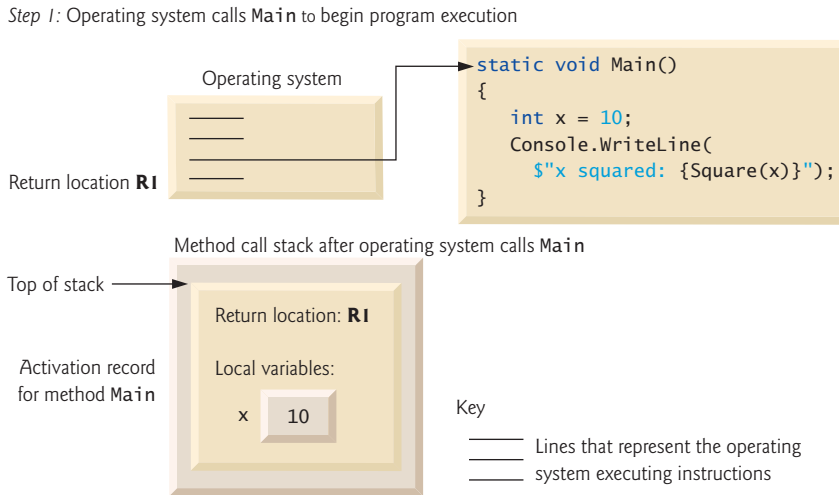 Step 1: Operating system calls Main to begin program execution
Operating system
Return location R1
static void Main()
{
int x = 10;
Console.WriteLine(
$"x squared: {Square(x)}");
}
Method call stack after operating system calls Main
Top of stack
Return location: R1
Activation record
for method Main
Local variables:
x 10
Key
Lines that represent the operating
system executing instructions